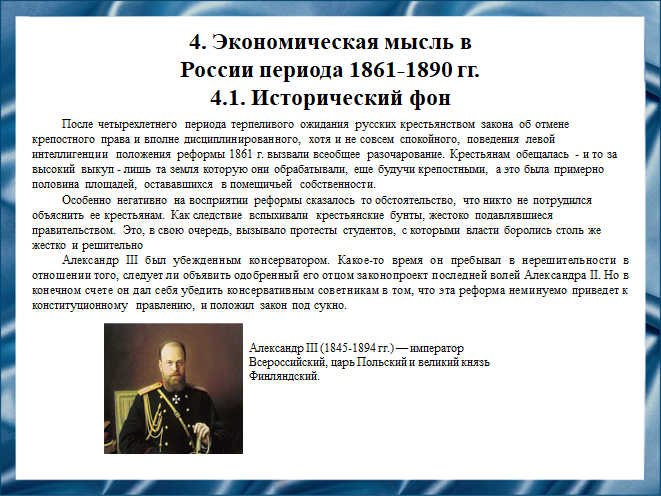 4. Экономическая мысль в
России периода 1861-1890 гг.
4.1. Исторический фон
После четырехлетнего периода терпеливого ожидания русских крестьянством закона об отмене
крепостного права и вполне дисциплинированного, хотя и не совсем спокойного, поведения левой
интеллигенции положения реформы 1861 г. вызвали всеобщее разочарование. Крестьянам обещалась - и то за
высокий выкуп - лишь та земля которую они обрабатывали, еще будучи крепостными, а это была примерно
половина площадей, остававшихся в помещичьей собственности.
Особенно негативно на восприятии реформы сказалось то обстоятельство, что никто не потрудился
объяснить ее крестьянам. Как следствие вспыхивали крестьянские бунты, жестоко подавлявшиеся
правительством. Это, в свою очередь, вызывало протесты студентов, с которыми власти боролись столь же
жестко и решительно
Александр III был убежденным консерватором. Какое-то время он пребывал в нерешительности в
отношении того, следует ли объявить одобренный его отцом законопроект последней волей Александра II. Но в
конечном счете он дал себя убедить консервативным советникам в том, что эта реформа неминуемо приведет к
конституционному правлению, и положил закон под сукно.
Александр III (1845-1894 гг.) — император
Всероссийский, царь Польский и великий князь
Финляндский.